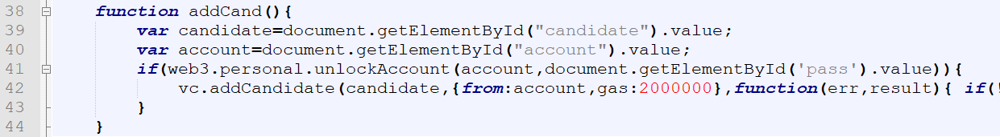 38 function addCand(){
39 var candidate=document.getElementById("candidate").value;
40 var account=document.getElementById("account").value;
41 if(web3.personal.unlockAccount(account,document.getElementById('pass').value)){
42 vc.addCandidate(candidate,{from:account,gas:2000000},function(err,result){ if(
43 }
44 }